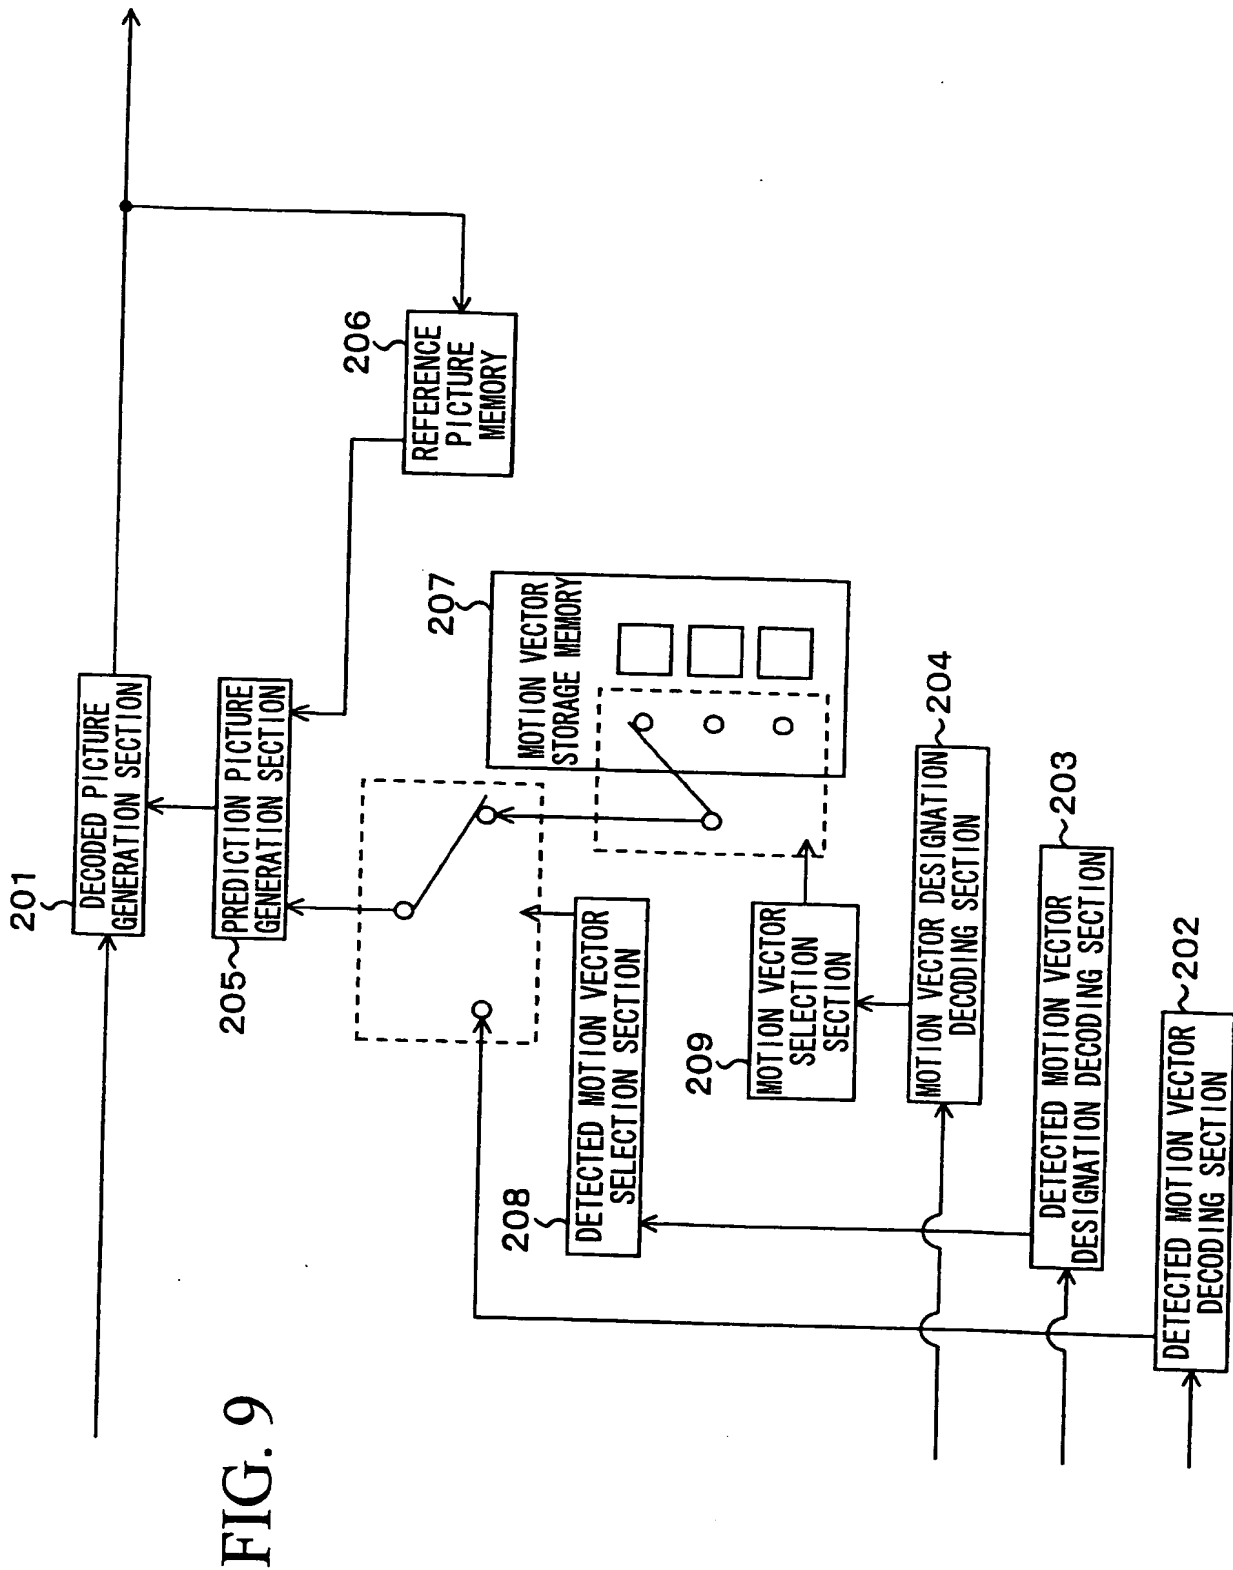 FIG. 9
201
DECODED PICTURE
GENERATION SECTION
205
PREDICTION PICTURE
GENERATION SECTION
206
REFERENCE
PICTURE
MEMORY
207
MOTION VECTOR
STORAGE MEMORY
208
DETECTED MOTION VECTOR
SELECTION SECTION
209
MOTION VECTOR
SELECTION
SECTION
204
MOTION VECTOR DESIGNATION
DECODING SECTION
203
DETECTED MOTION VECTOR
DESIGNATION DECODING SECTION
202
DETECTED MOTION VECTOR
DECODING SECTION